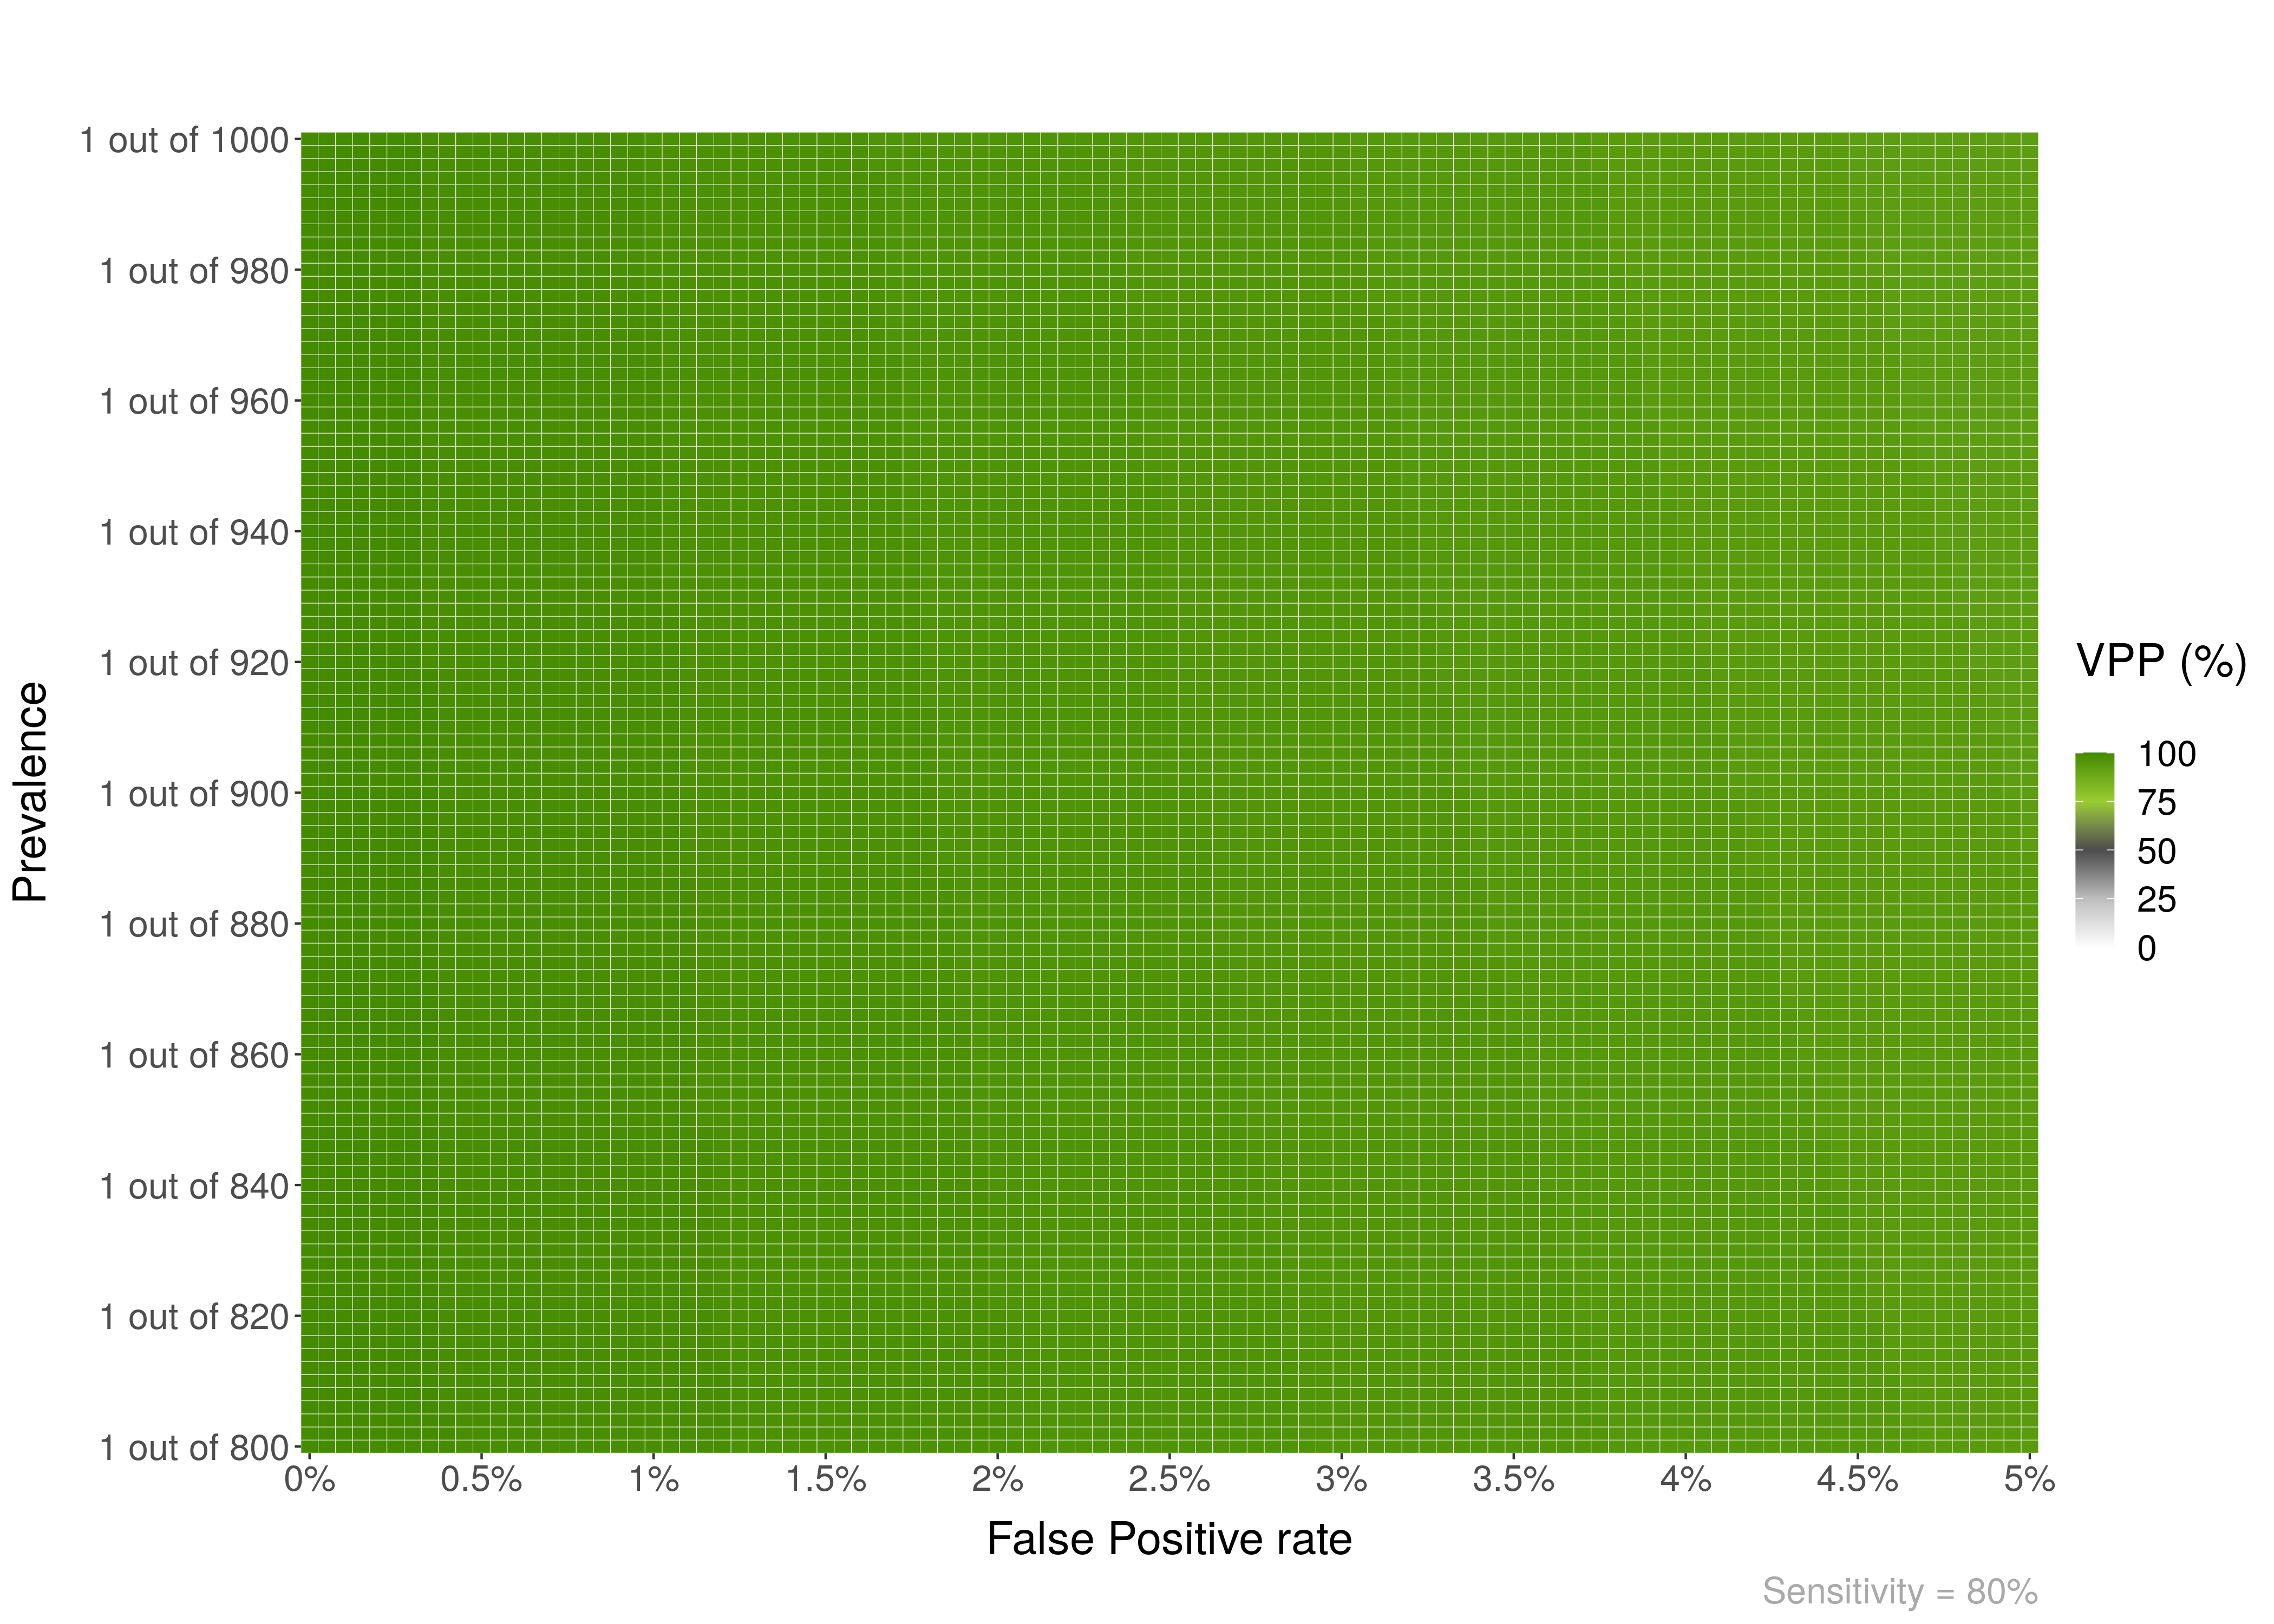 1 out of 1000
1 out of 980
1 out of 960
1 out of 940
1 out of 920
1 out of 900
1 out of 880
1 out of 860
1 out of 840
1 out of 820
1 out of 800
Prevalence
0% 0.5% 1% 1.5% 2% 2.5% 3% 3.5% 4% 4.5% 5%
False Positive rate
Sensitivity = 80%
VPP (%)
100
75
50
25
0